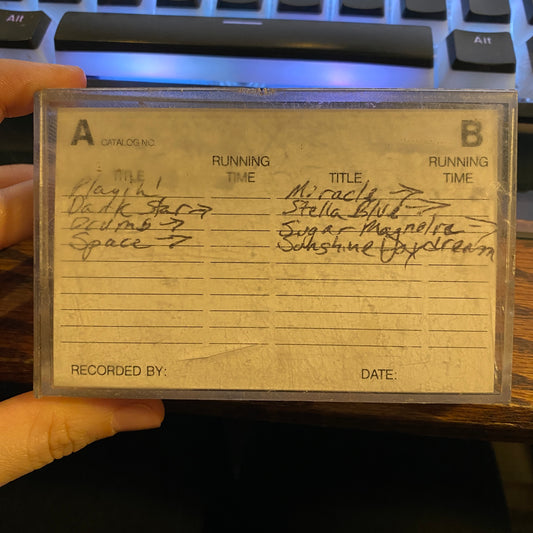 Alt
Alt
A CATALOG NO.
B
TITLE RUNNING TIME
Playin'
Dark Star →
Drums →
Space →
TITLE RUNNING TIME
Miracle →
Stella Blue →
Sugar Magnolia →
Sunshine Daydream
RECORDED BY:
DATE: